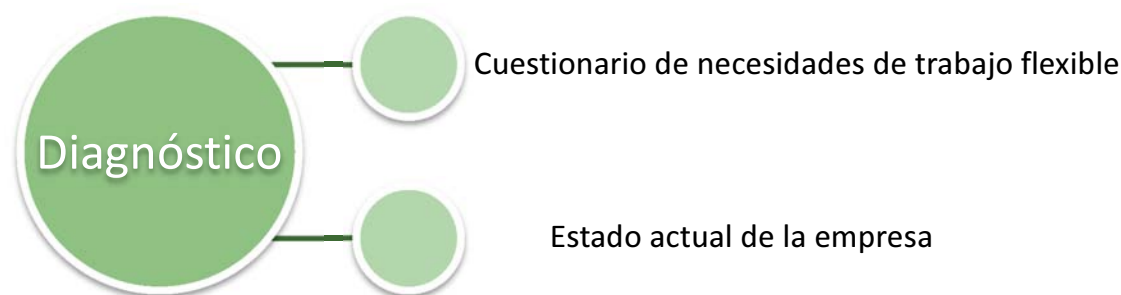 Cuestionario de necesidades de trabajo flexible
Diagnóstico
Estado actual de la empresa